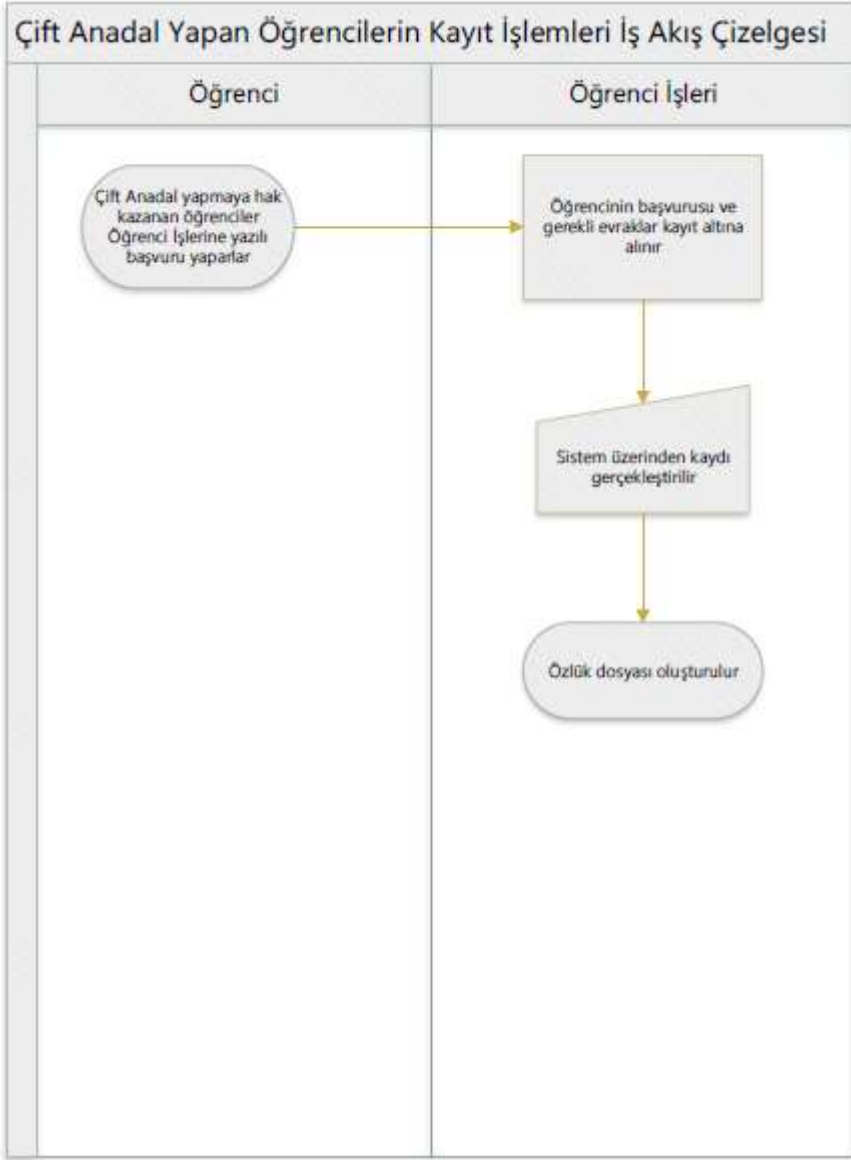 Çift Anadal Yapan Öğrencilerin Kayıt İşlemleri İş Akış Çizelgesi
Öğrenci
Öğrenci İşleri
Çift Anadal yapmaya hak
kazanan öğrenciler
Öğrenci İşlerine yazılı
başvuru yaparlar
Öğrencinin başvurusu ve
gerekli evraklar kayıt altına
alınır
Sistem üzerinden kaydı
gerçekleştirilir
Özlük dosyası oluşturulur